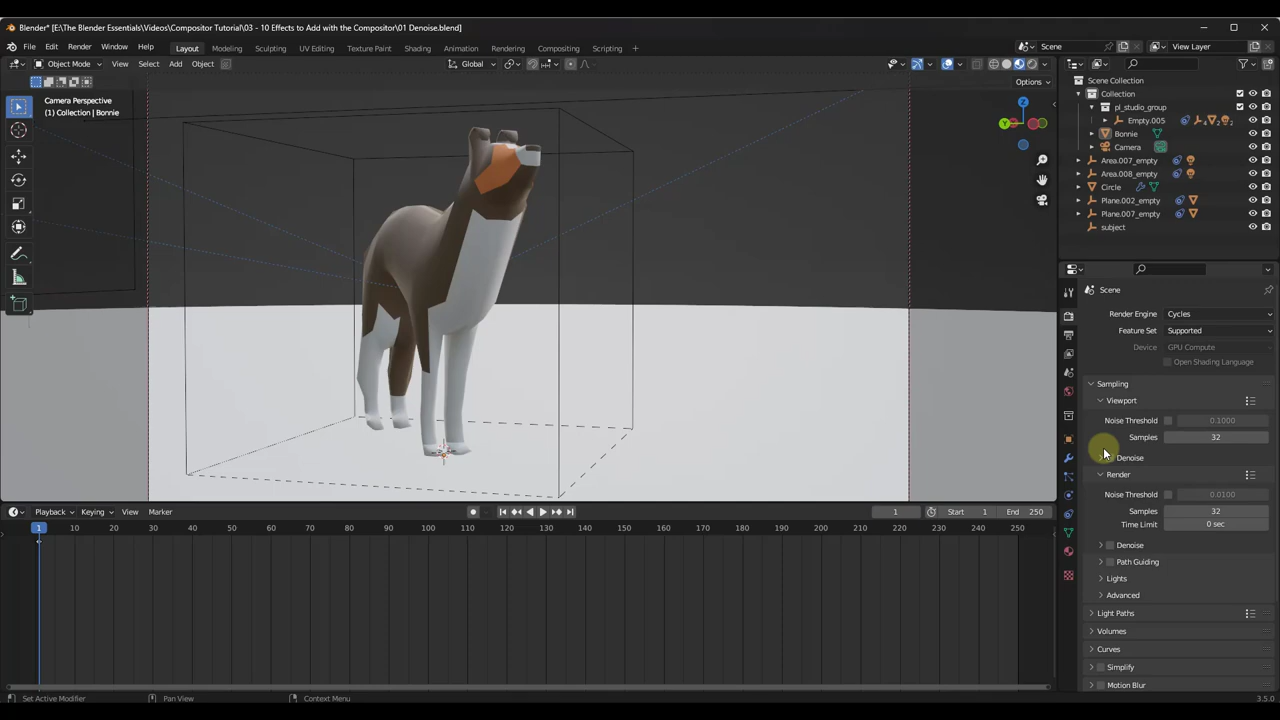 Blender* [E:\The Blender Essentials\Videos\Compositor Tutorial\03 - 10 Effects to Add with the Compositor\01 Denoise.blend]
File Edit Render Window Help Layout Modeling Sculpting UV Editing Texture Paint Shading Animation Rendering Compositing Scripting + Scene View Layer
Object Mode View Select Add Object Global
Options
Camera Perspective
(1) Collection | Bonnie
X
Y
Z
Scene Collection
Collection
pl_studio_group
Empty.005
Bonnie
Camera
Area.007_empty
Area.008_empty
Circle
Plane.002_empty
Plane.007_empty
subject
Scene
Render Engine Cycles
Feature Set Supported
Device GPU Compute
Open Shading Language
Sampling
Viewport
Noise Threshold 0.1000
Samples 32
Denoise
Render
Noise Threshold 0.0100
Samples 32
Time Limit 0 sec
Denoise
Path Guiding
Lights
Advanced
Light Paths
Volumes
Curves
Simplify
Motion Blur
Playback Keying View Marker 1 Start 1 End 250
1 10 20 30 40 50 60 70 80 90 100 110 120 130 140 150 160 170 180 190 200 210 220 230 240 250
Set Active Modifier Pan View Context Menu 3.5.0